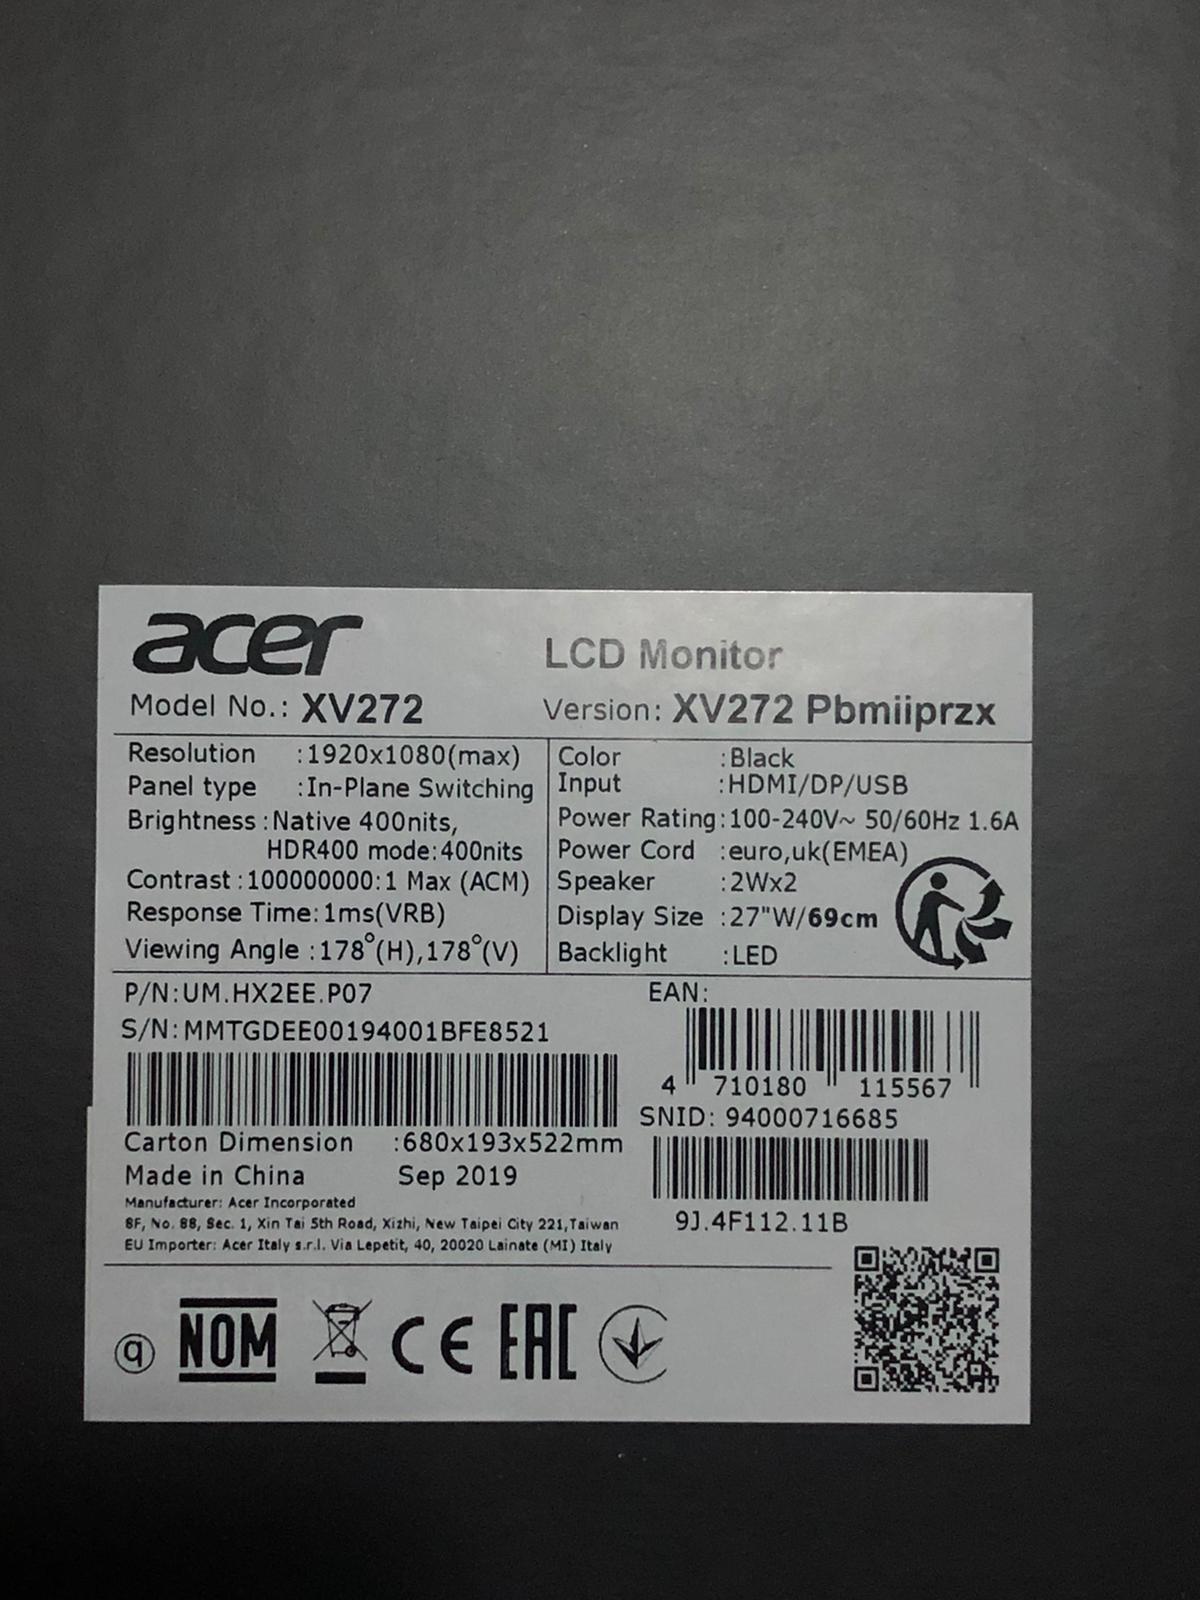 acer
LCD Monitor
Model No.: XV272
Version: XV272 Pbmiiprzx
Resolution :1920x1080(max)
Panel type :In-Plane Switching
Brightness :Native 400nits,
HDR400 mode:400nits
Contrast :100000000:1 Max (ACM)
Response Time:1ms(VRB)
Viewing Angle :178°(H),178°(V)
Color :Black
Input :HDMI/DP/USB
Power Rating:100-240V~ 50/60Hz 1.6A
Power Cord :euro,uk(EMEA)
Speaker :2Wx2
Display Size :27"W/69cm
Backlight :LED
P/N:UM.HX2EE.P07
S/N:MMTGDEE00194001BFE8521
EAN:
4 710180 115567
SNID: 94000716685
9J.4F112.11B
Carton Dimension :680x193x522mm
Made in China Sep 2019
Manufacturer: Acer Incorporated
8F, No. 88, Sec. 1, Xin Tai 5th Road, Xizhi, New Taipei City 221,Taiwan
EU Importer: Acer Italy s.r.l. Via Lepetit, 40, 20020 Lainate (MI) Italy
q NOM CE EAC